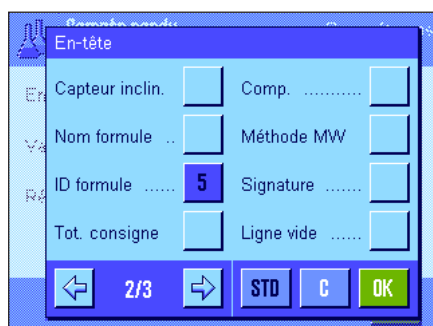 En-tête
Capteur inclin.
Comp. ...........
Nom formule ..
Méthode MW
ID formule ...... 5
Signature .......
Tot. consigne
Ligne vide ......
2/3
STD
C
OK